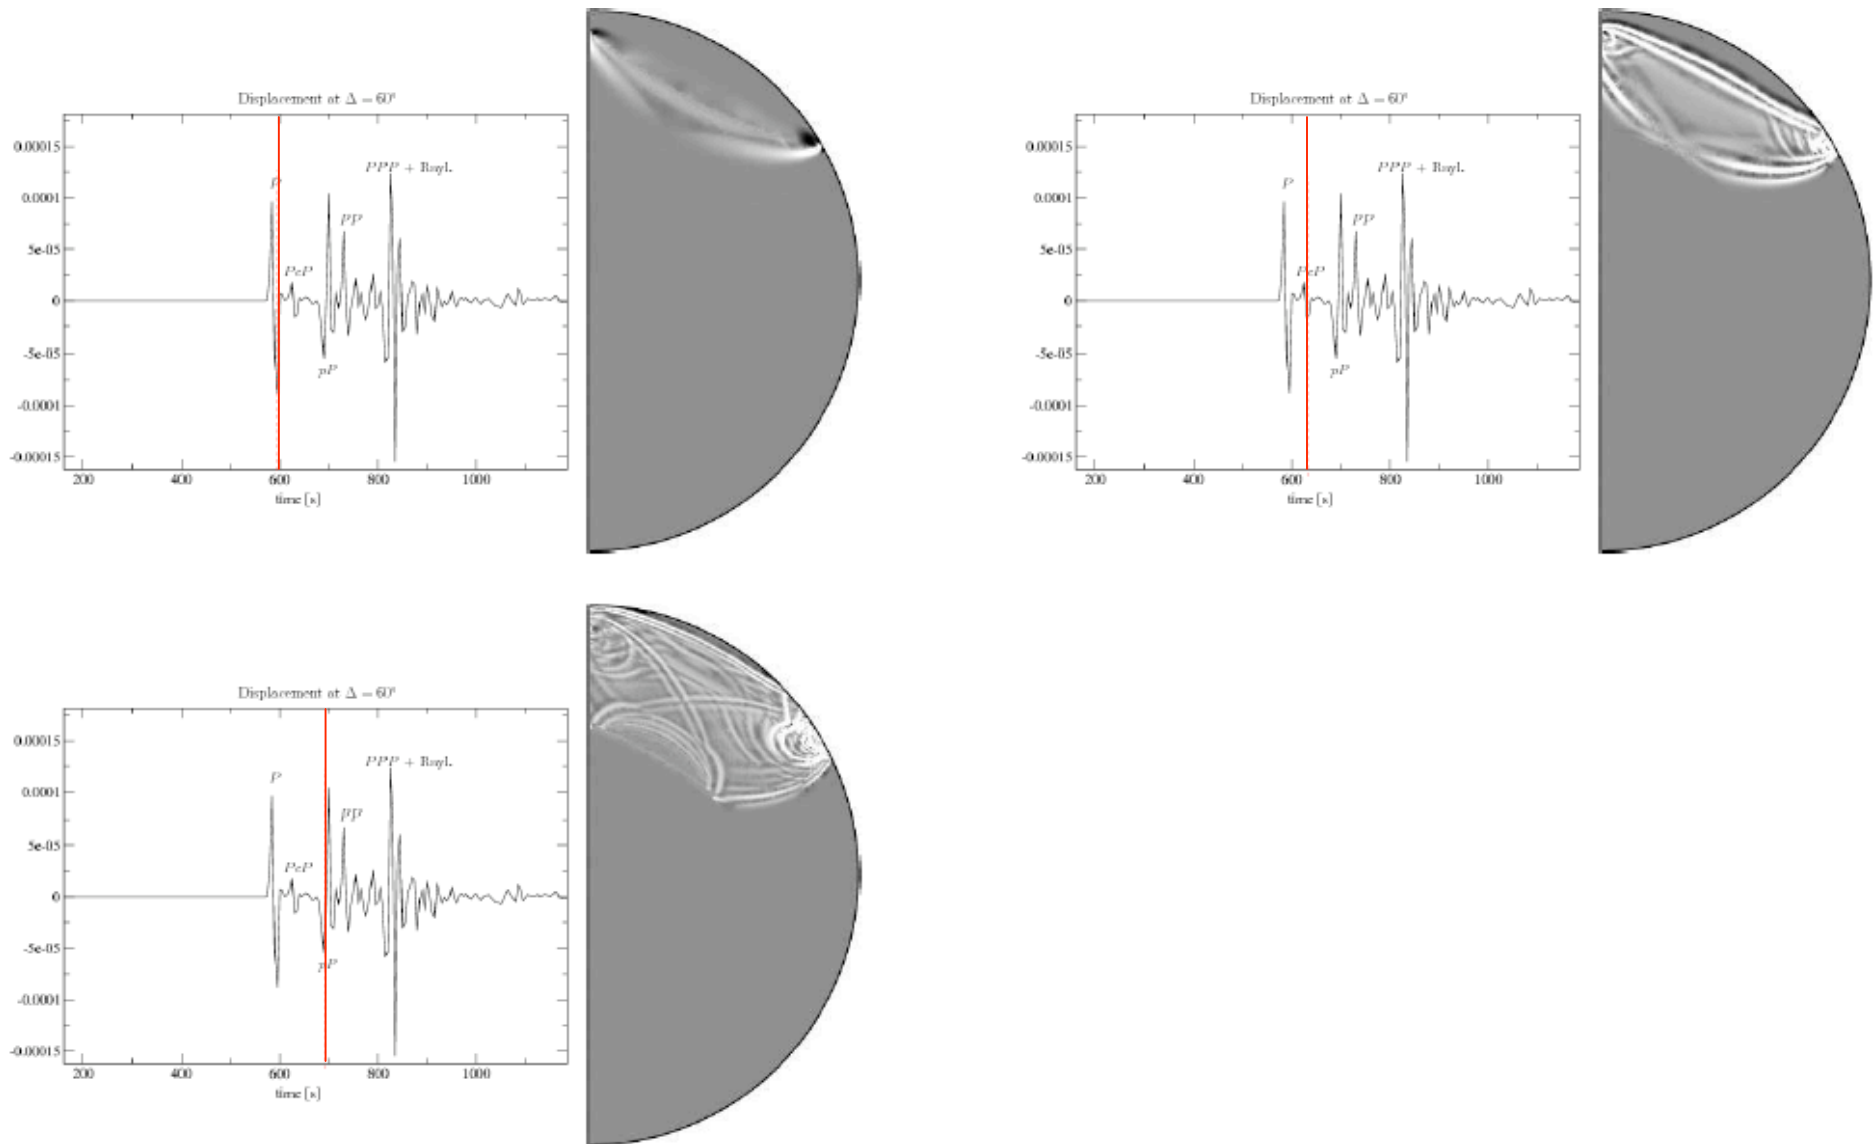 Displacement at Δ = 60°
0.00015
0.0001
5e-05
0
-5e-05
-0.0001
-0.00015
P
PcP
pP
PP
PPP + Rayl.
200 400 600 800 1000
time [s]
Displacement at Δ = 60°
0.00015
0.0001
5e-05
0
-5e-05
-0.0001
-0.00015
P
PcP
pP
PP
PPP + Rayl.
200 400 600 800 1000
time [s]
Displacement at Δ = 60°
0.00015
0.0001
5e-05
0
-5e-05
-0.0001
-0.00015
P
PcP
pP
PP
PPP + Rayl.
200 400 600 800 1000
time [s]